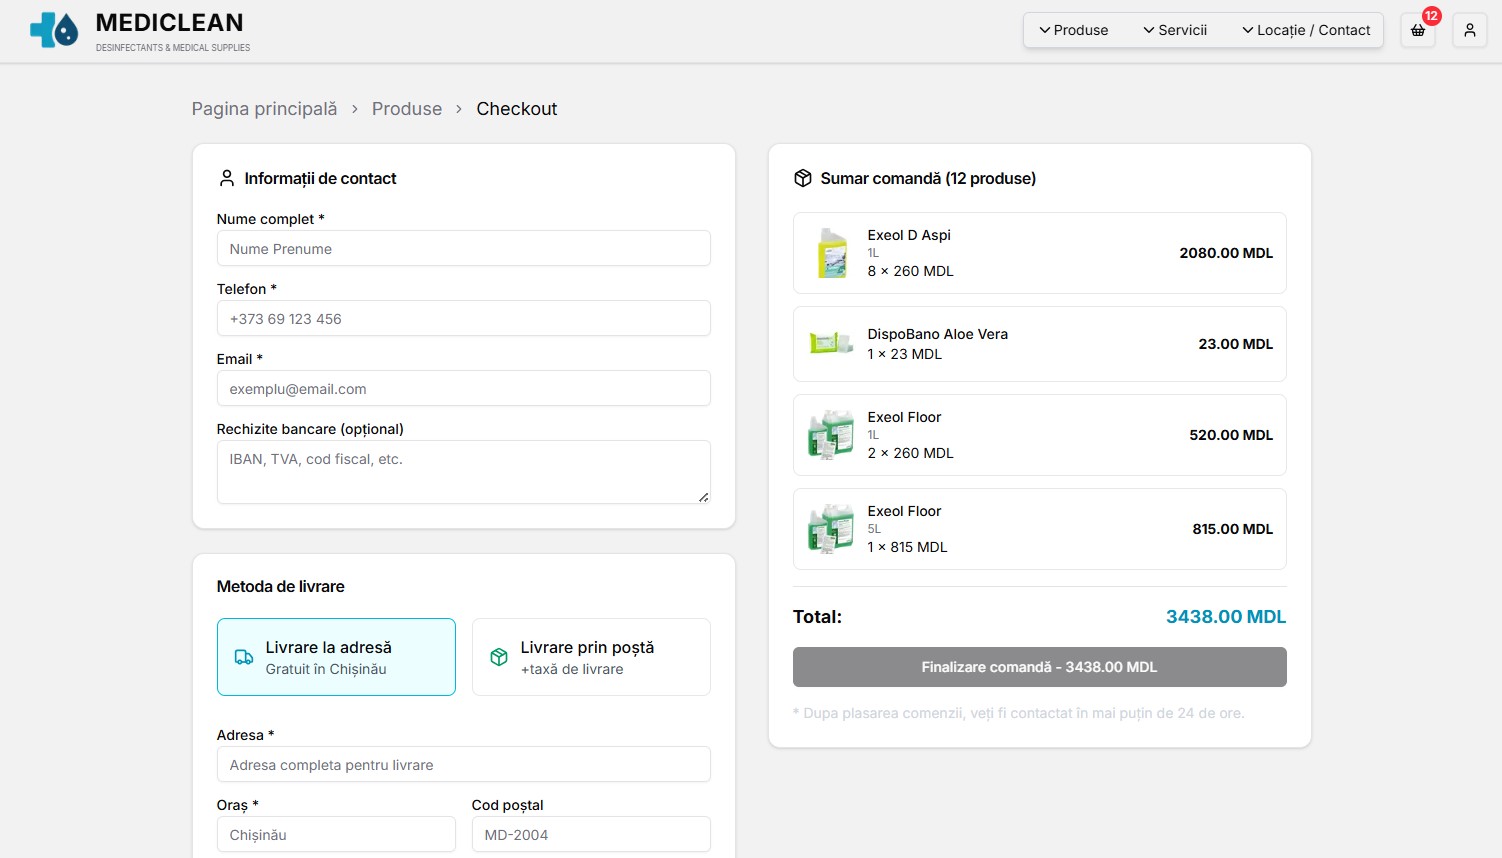 MEDICLEAN
DESINFECTANTS & MEDICAL SUPPLIES
Produse
Servicii
Locație / Contact
12
Pagina principală > Produse > Checkout
Informații de contact
Nume complet *
Nume Prenume
Telefon *
+373 69 123 456
Email *
exemplu@email.com
Rechizite bancare (opțional)
IBAN, TVA, cod fiscal, etc.
Metoda de livrare
Livrare la adresă
Gratuit în Chișinău
Livrare prin poștă
+taxă de livrare
Adresa *
Adresa completa pentru livrare
Oraș *
Chișinău
Cod poștal
MD-2004
Sumar comandă (12 produse)
Exeol D Aspi
1L
8 × 260 MDL
2080.00 MDL
DispoBano Aloe Vera
1 × 23 MDL
23.00 MDL
Exeol Floor
1L
2 × 260 MDL
520.00 MDL
Exeol Floor
5L
1 × 815 MDL
815.00 MDL
Total:
3438.00 MDL
Finalizare comandă - 3438.00 MDL
* Dupa plasarea comenzii, veți fi contactat în mai puțin de 24 de ore.